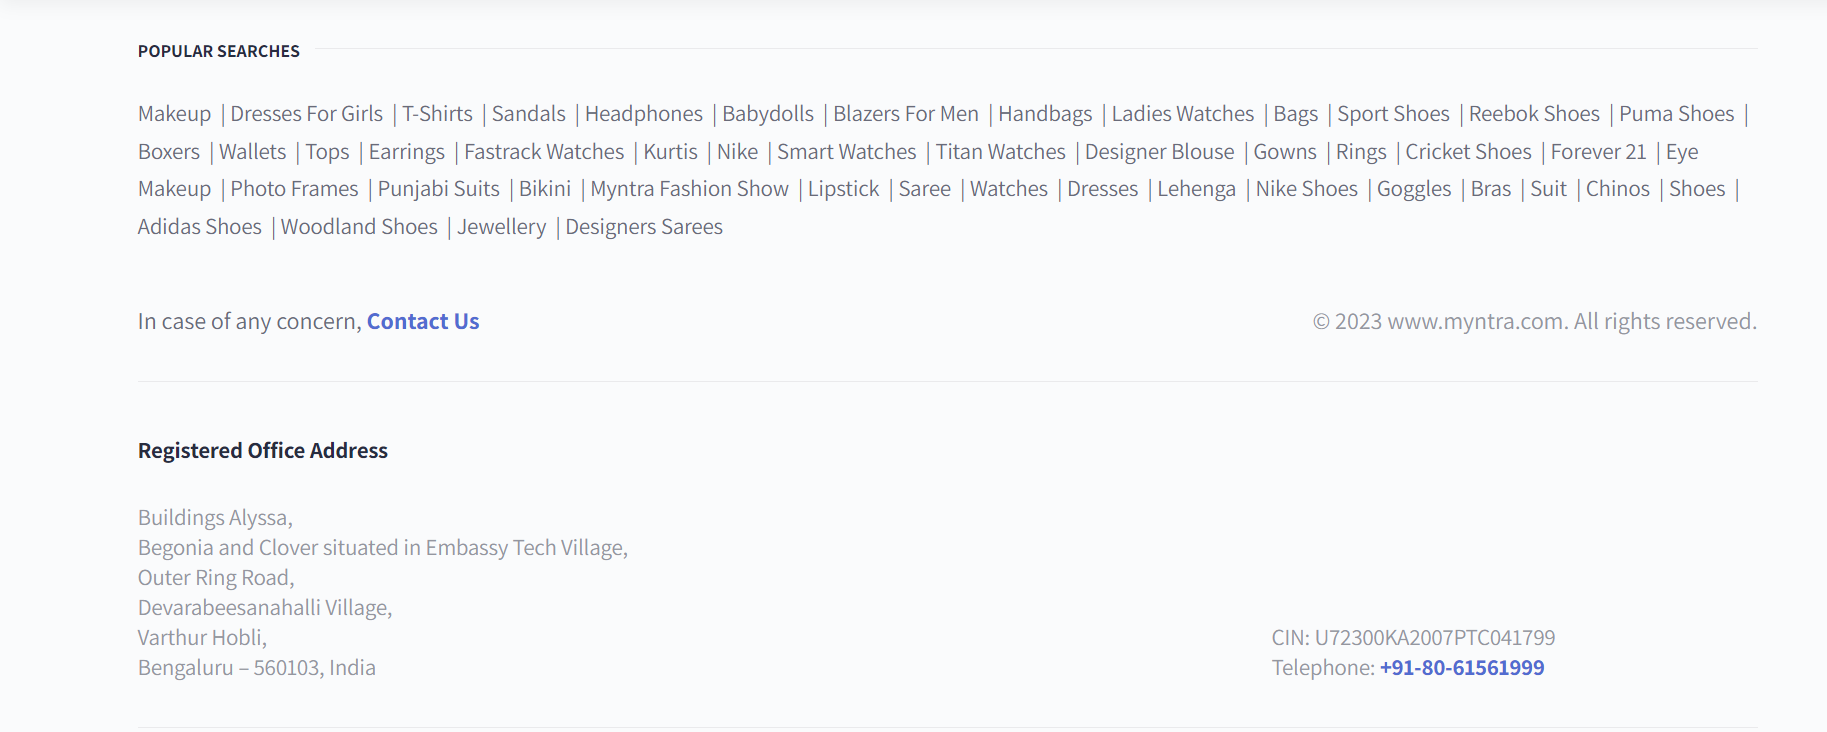 POPULAR SEARCHES
Makeup | Dresses For Girls | T-Shirts | Sandals | Headphones | Babydolls | Blazers For Men | Handbags | Ladies Watches | Bags | Sport Shoes | Reebok Shoes | Puma Shoes |
Boxers | Wallets | Tops | Earrings | Fastrack Watches | Kurtis | Nike | Smart Watches | Titan Watches | Designer Blouse | Gowns | Rings | Cricket Shoes | Forever 21 | Eye
Makeup | Photo Frames | Punjabi Suits | Bikini | Myntra Fashion Show | Lipstick | Saree | Watches | Dresses | Lehenga | Nike Shoes | Goggles | Bras | Suit | Chinos | Shoes |
Adidas Shoes | Woodland Shoes | Jewellery | Designers Sarees
In case of any concern, Contact Us
© 2023 www.myntra.com. All rights reserved.
Registered Office Address
Buildings Alyssa,
Begonia and Clover situated in Embassy Tech Village,
Outer Ring Road,
Devarabeesanahalli Village,
Varthur Hobli,
Bengaluru – 560103, India
CIN: U72300KA2007PTC041799
Telephone: +91-80-61561999